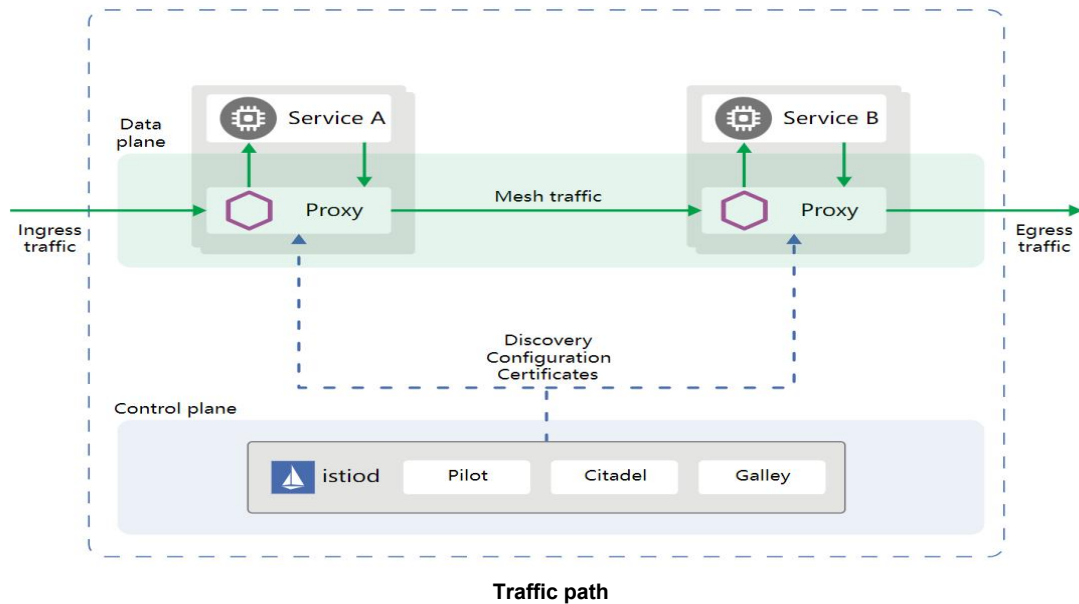 Service A
Service B
Data
plane
Proxy
Mesh traffic
Proxy
Ingress
traffic
Egress
traffic
Discovery
Configuration
Certificates
Control plane
istiod
Pilot
Citadel
Galley
Traffic path